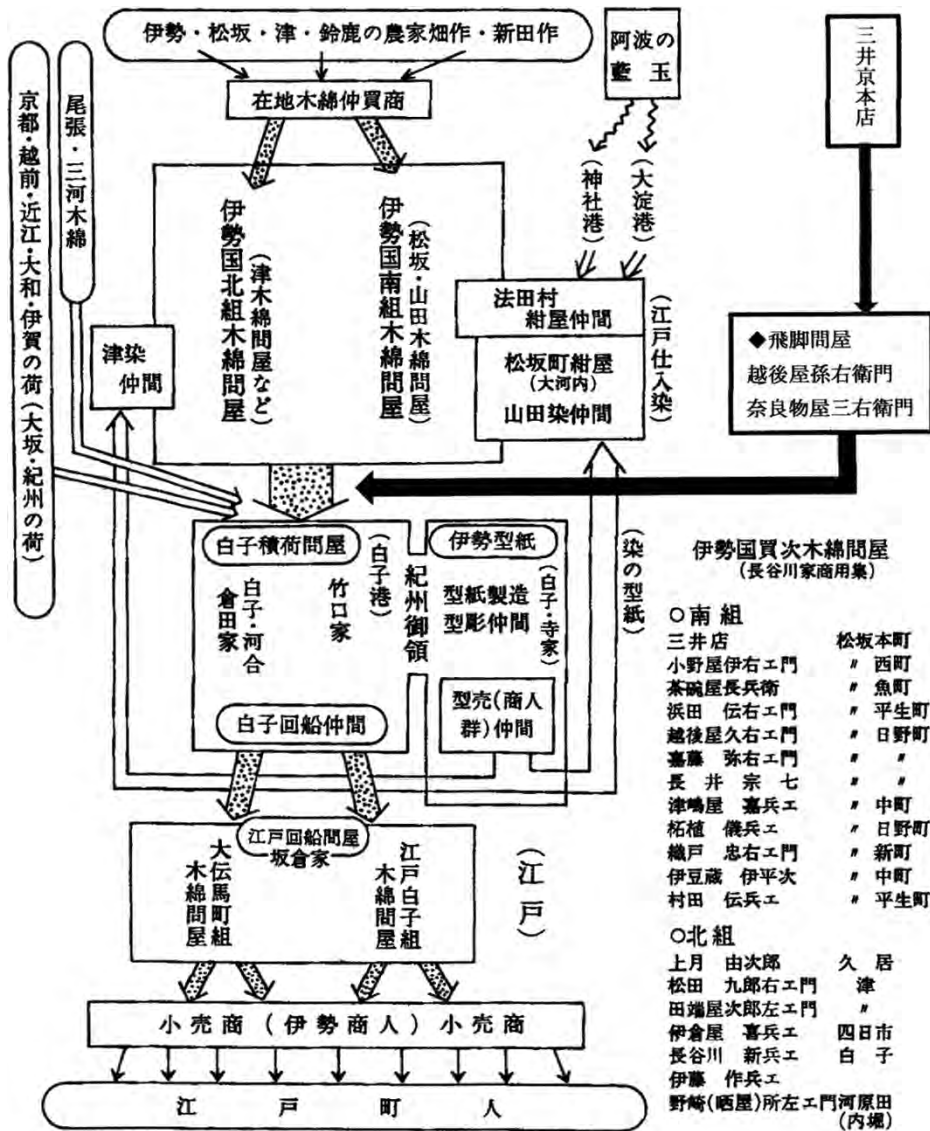 伊勢・松坂・津・鈴鹿の農家畑作・新田作
在地木綿仲買商
阿波の
藍玉
三井京本店
尾張・三河木綿
京都・越前・近江・大和・伊賀の荷(大坂・紀州の荷)
(神社港)
(大淀港)
伊勢国南組木綿問屋
(松坂・山田木綿問屋)
伊勢国北組木綿問屋
(津木綿問屋など)
津染
仲間
法田村
紺屋仲間
松坂町紺屋
(大河内)
山田染仲間
(江戸仕入染)
◆飛脚問屋
越後屋孫右衛門
奈良物屋三右衛門
白子積荷問屋
(白子港)
竹口家
白子・河合
倉田家
白子回船仲間
紀州御領
伊勢型紙
型紙製造
型彫仲間
(白子・寺家)
型売(商人
群)仲間
(染の型紙)
江戸回船問屋
坂倉家
大伝馬町組
木綿問屋
江戸白子組
木綿問屋
(江戸)
小売商(伊勢商人)小売商
江戸町人
伊勢国買次木綿問屋
(長谷川家商用集)
○南組
三井店 松坂本町
小野屋伊右エ門 〃 西町
茶碗屋長兵衛 〃 魚町
浜田 伝右エ門 〃 平生町
越後屋久右エ門 〃 日野町
嘉藤 弥右エ門 〃 〃
長井宗七 〃 〃
津嶋屋 嘉兵エ 〃 中町
柘植 儀兵エ 〃 日野町
織戸 忠右エ門 〃 新町
伊豆蔵 伊平次 〃 中町
村田 伝兵エ 〃 平生町
○北組
上月 由次郎 久居
松田 九郎右エ門 津
田端屋次郎左エ門 〃
伊倉屋 喜兵エ 四日市
長谷川 新兵エ 白子
伊藤 作兵エ
野崎(晒屋)所左エ門河原田
(内堀)